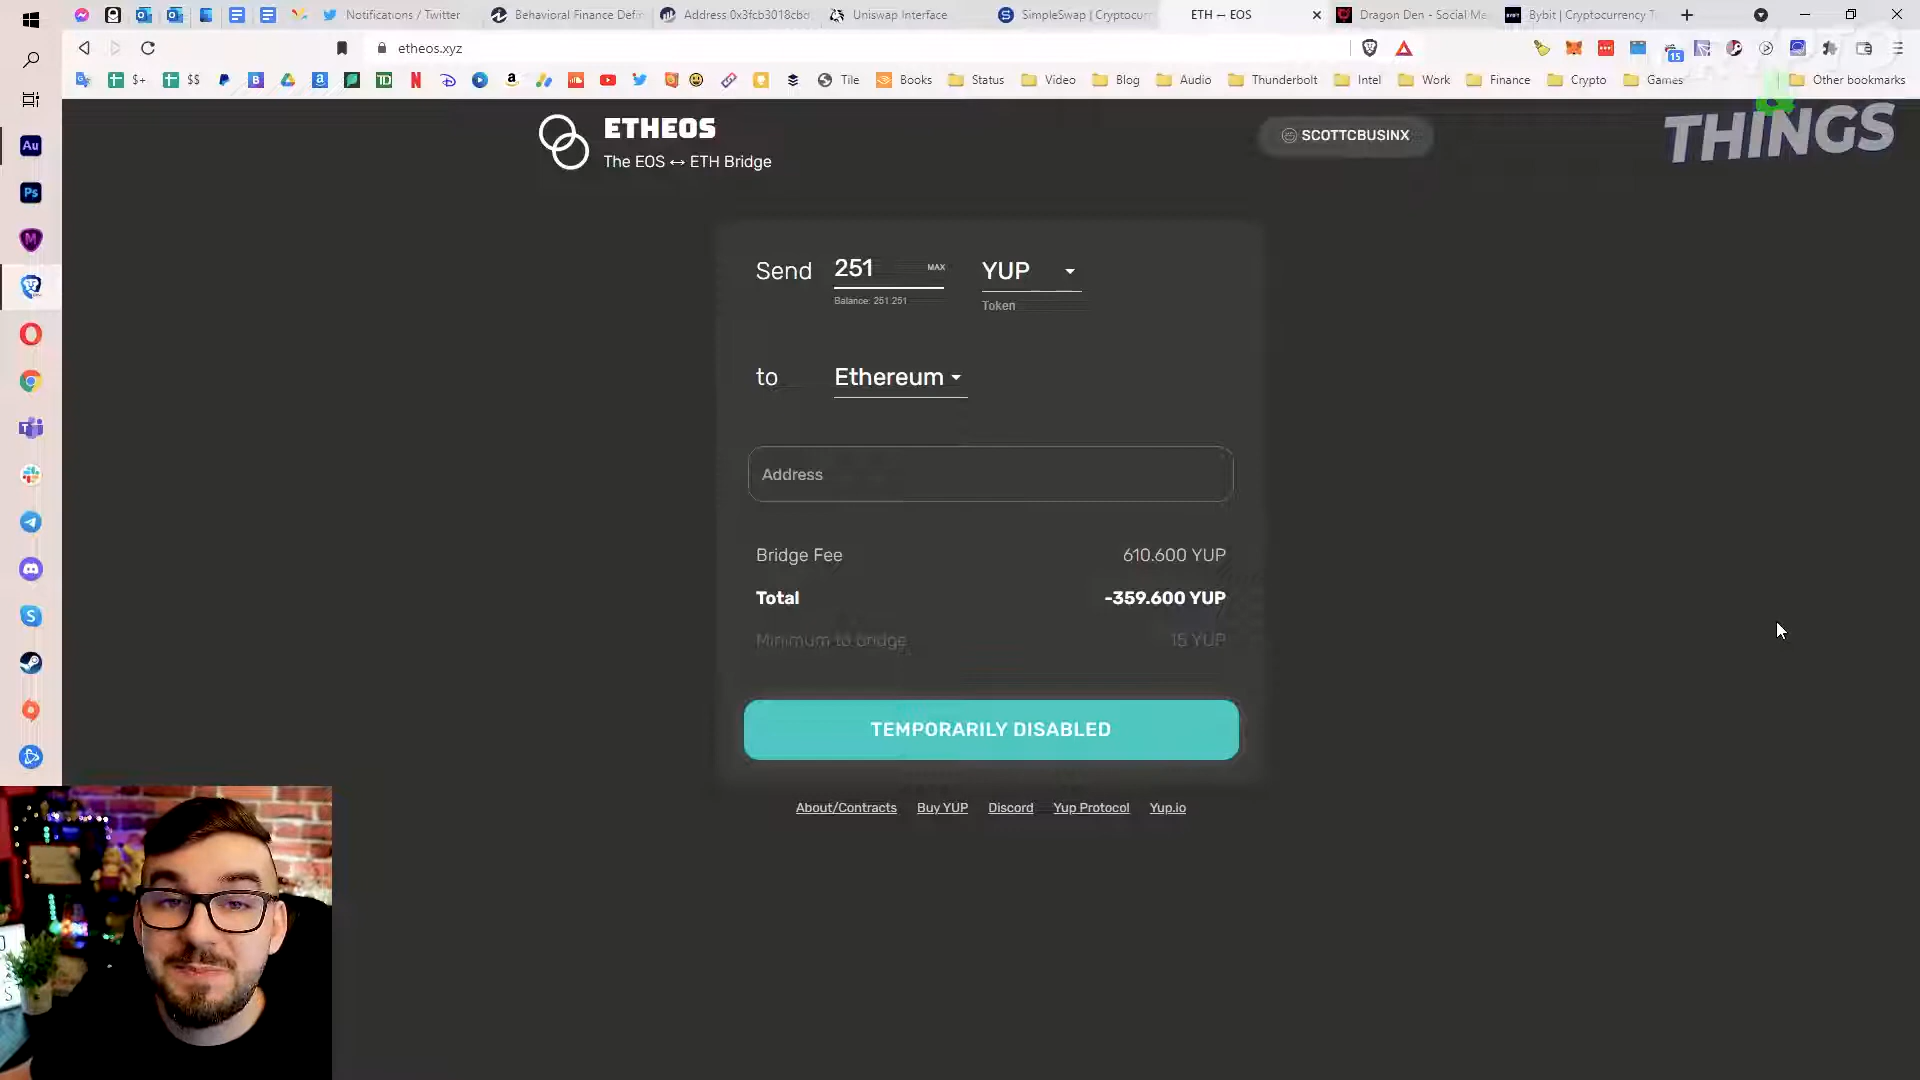 Notifications / Twitter
Behavioral Finance Defin
Address 0x3fcb3018cbd
Uniswap Interface
SimpleSwap | Cryptocurr
ETH ↔ EOS
Dragon Den - Social Me
Bybit | Cryptocurrency T
etheos.xyz
15
$+
$$
Tile
Books
Status
Video
Blog
Audio
Thunderbolt
Intel
Work
Finance
Crypto
Games
Other bookmarks
THINGS
ETHEOS
The EOS ↔ ETH Bridge
SCOTTCBUSINX
Send 251 MAX YUP
Balance: 251.251 Token
to Ethereum
Address
Bridge Fee 610.600 YUP
Total -359.600 YUP
Minimum to bridge 15 YUP
TEMPORARILY DISABLED
About/Contracts Buy YUP Discord Yup Protocol Yup.io
Au
Ps
M